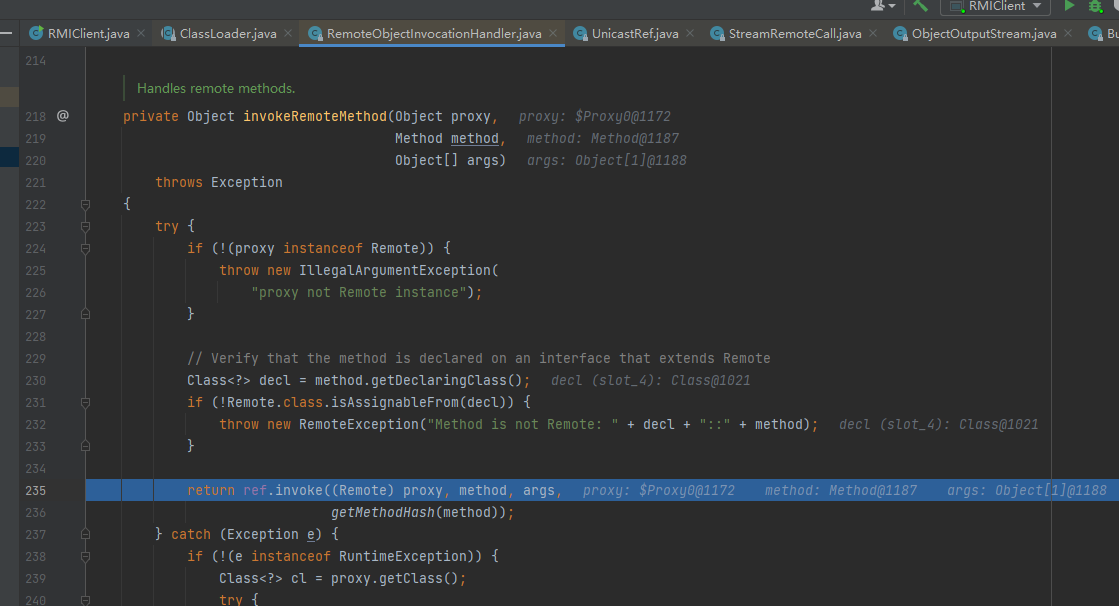 RMIClient
RMIClient.java
ClassLoader.java
RemoteObjectInvocationHandler.java
UnicastRef.java
StreamRemoteCall.java
ObjectOutputStream.java
Bu
214
Handles remote methods.
218 @ private Object invokeRemoteMethod(Object proxy, proxy: $Proxy0@1172
219 Method method, method: Method@1187
220 Object[] args) args: Object[1]@1188
221 throws Exception
222 {
223 try {
224 if (!(proxy instanceof Remote)) {
225 throw new IllegalArgumentException(
226 "proxy not Remote instance");
227 }
228
229 // Verify that the method is declared on an interface that extends Remote
230 Class<?> decl = method.getDeclaringClass(); decl (slot_4): Class@1021
231 if (!Remote.class.isAssignableFrom(decl)) {
232 throw new RemoteException("Method is not Remote: " + decl + "::" + method); decl (slot_4): Class@1021
233 }
234
235 return ref.invoke((Remote) proxy, method, args, proxy: $Proxy0@1172 method: Method@1187 args: Object[1]@1188
236 getMethodHash(method));
237 } catch (Exception e) {
238 if (!(e instanceof RuntimeException)) {
239 Class<?> cl = proxy.getClass();
240 try {